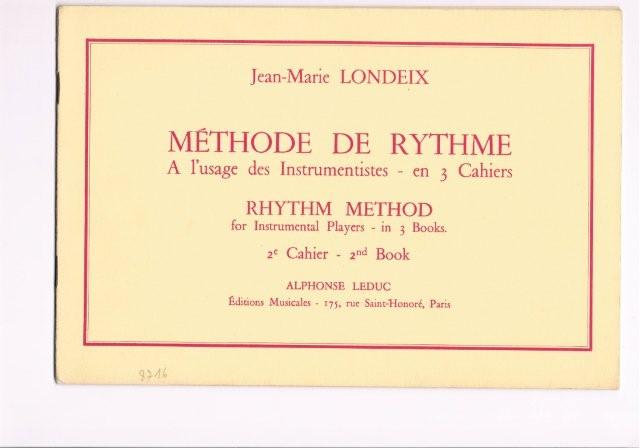 Jean-Marie LONDEIX
MÉTHODE DE RYTHME
A l'usage des Instrumentistes - en 3 Cahiers
RHYTHM METHOD
for Instrumental Players - in 3 Books.
2e Cahier - 2nd Book
ALPHONSE LEDUC
Éditions Musicales - 175, rue Saint-Honoré, Paris